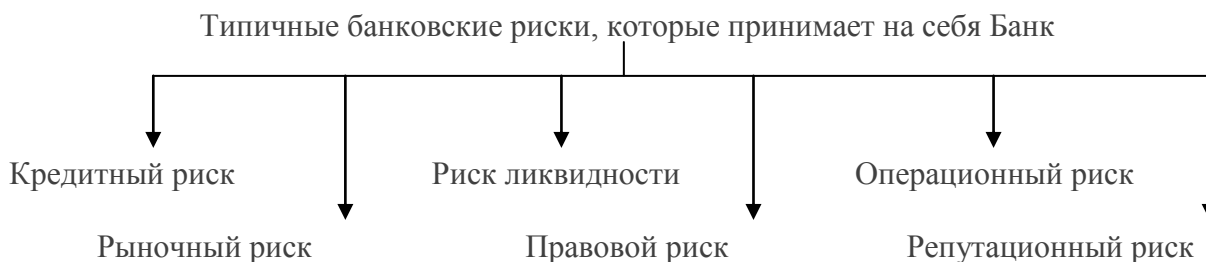 Типичные банковские риски, которые принимает на себя Банк
Кредитный риск Риск ликвидности Операционный риск
Рыночный риск Правовой риск Репутационный риск